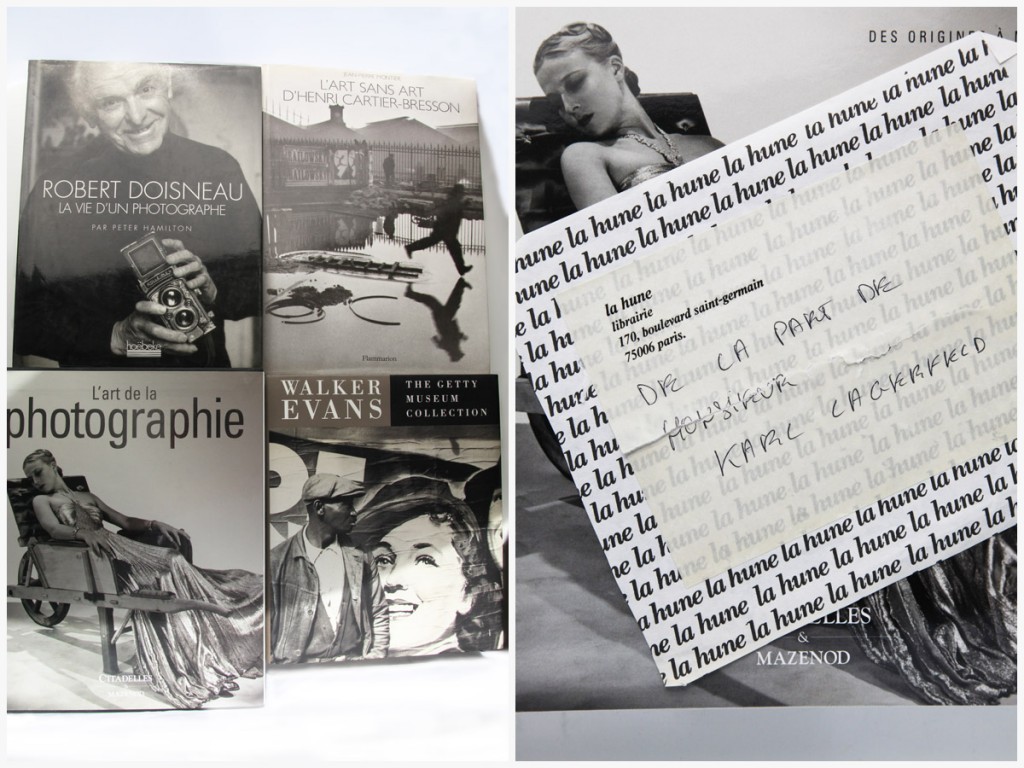 ROBERT DOISNEAU
LA VIE D'UN PHOTOGRAPHE
PAR PETER HAMILTON
hoëbeke
L'ART SANS ART
D'HENRI CARTIER-BRESSON
Flammarion
L'art de la
photographie
CITADELLES
WALKER
EVANS
THE GETTY
MUSEUM
COLLECTION
DES ORIGINES À
la hune la hune la hune la hune
la hune
librairie
170, boulevard saint-germain
75006 paris.
DE LA PART DE
MONSIEUR
KARL LAGERFELD
ELLES
&
MAZENOD